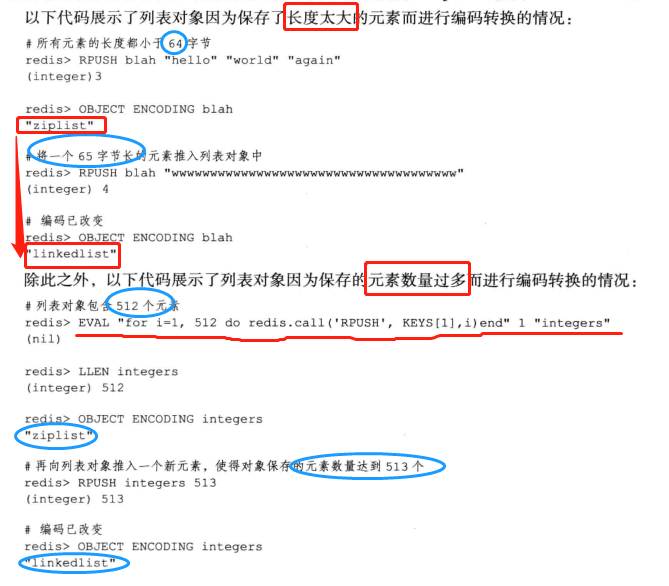 以下代码展示了列表对象因为保存了长度太大的元素而进行编码转换的情况：
# 所有元素的长度都小于 64 字节
redis> RPUSH blah "hello" "world" "again"
(integer)3
redis> OBJECT ENCODING blah
"ziplist"
# 将一个 65 字节长的元素推入列表对象中
redis> RPUSH blah "wwwwwwwwwwwwwwwwwwwwwwwwwwwwwwwwwwwww"
(integer) 4
# 编码已改变
redis> OBJECT ENCODING blah
"linkedlist"
除此之外，以下代码展示了列表对象因为保存的元素数量过多而进行编码转换的情况：
# 列表对象包含 512 个元素
redis> EVAL "for i=1, 512 do redis.call('RPUSH', KEYS[1],i)end" 1 "integers"
(nil)
redis> LLEN integers
(integer) 512
redis> OBJECT ENCODING integers
"ziplist"
# 再向列表对象推入一个新元素，使得对象保存的元素数量达到 513 个
redis> RPUSH integers 513
(integer) 513
# 编码已改变
redis> OBJECT ENCODING integers
"linkedlist"